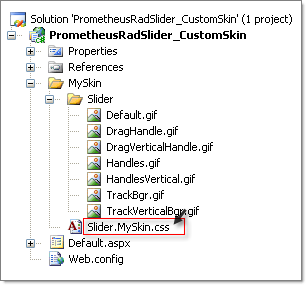 Solution 'PrometheusRadSlider_CustomSkin' (1 project)
PrometheusRadSlider_CustomSkin
Properties
References
MySkin
Slider
Default.gif
DragHandle.gif
DragVerticalHandle.gif
Handles.gif
HandlesVertical.gif
TrackBgr.gif
TrackVerticalBgr.gif
Slider.MySkin.css
Default.aspx
Web.config